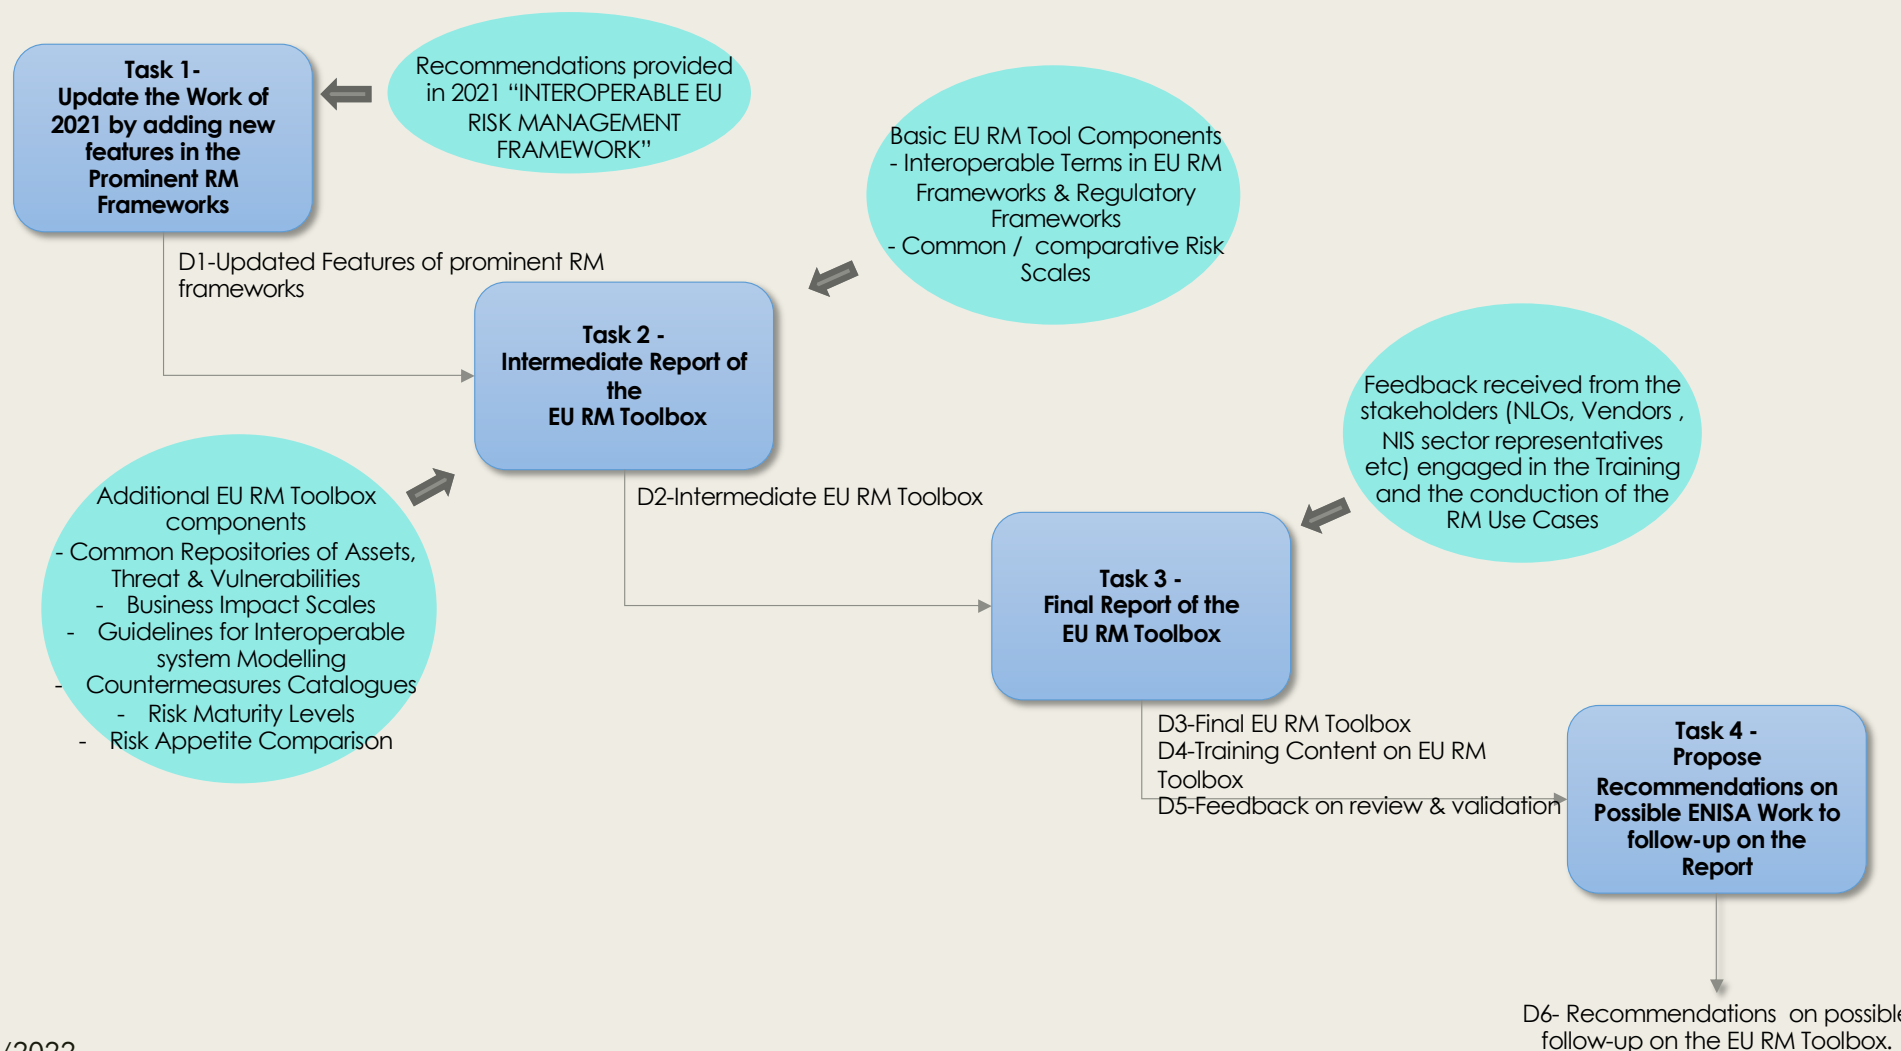 Task 1-
Update the Work of
2021 by adding new
features in the
Prominent RM
Frameworks
Recommendations provided
in 2021 “INTEROPERABLE EU
RISK MANAGEMENT
FRAMEWORK”
Basic EU RM Tool Components
- Interoperable Terms in EU RM
Frameworks & Regulatory
Frameworks
- Common / comparative Risk
Scales
D1-Updated Features of prominent RM
frameworks
Task 2 -
Intermediate Report of
the
EU RM Toolbox
Feedback received from the
stakeholders (NLOs, Vendors ,
NIS sector representatives
etc) engaged in the Training
and the conduction of the
RM Use Cases
Additional EU RM Toolbox
components
- Common Repositories of Assets,
Threat & Vulnerabilities
- Business Impact Scales
- Guidelines for Interoperable
system Modelling
- Countermeasures Catalogues
- Risk Maturity Levels
- Risk Appetite Comparison
D2-Intermediate EU RM Toolbox
Task 3 -
Final Report of the
EU RM Toolbox
D3-Final EU RM Toolbox
D4-Training Content on EU RM
Toolbox
D5-Feedback on review & validation
Task 4 -
Propose
Recommendations on
Possible ENISA Work to
follow-up on the
Report
D6- Recommendations on possible
follow-up on the EU RM Toolbox.
/2022